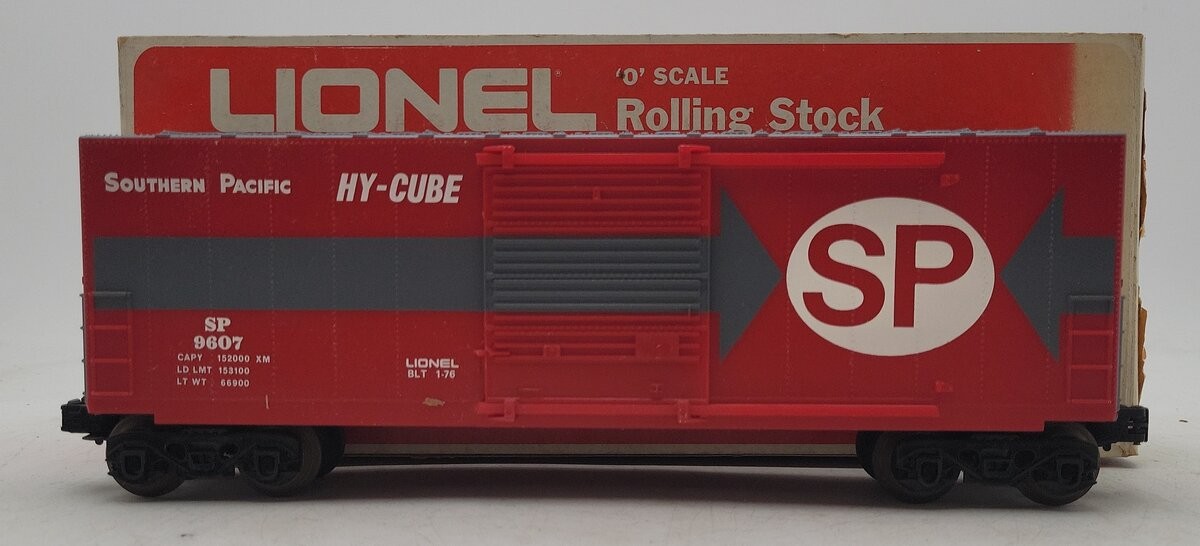 LIONEL
'O' SCALE
Rolling Stock
SOUTHERN PACIFIC
HY-CUBE
SP
SP
9607
CAPY 152000 XM
LD LMT 153100
LT WT 66900
LIONEL
BLT 1-76